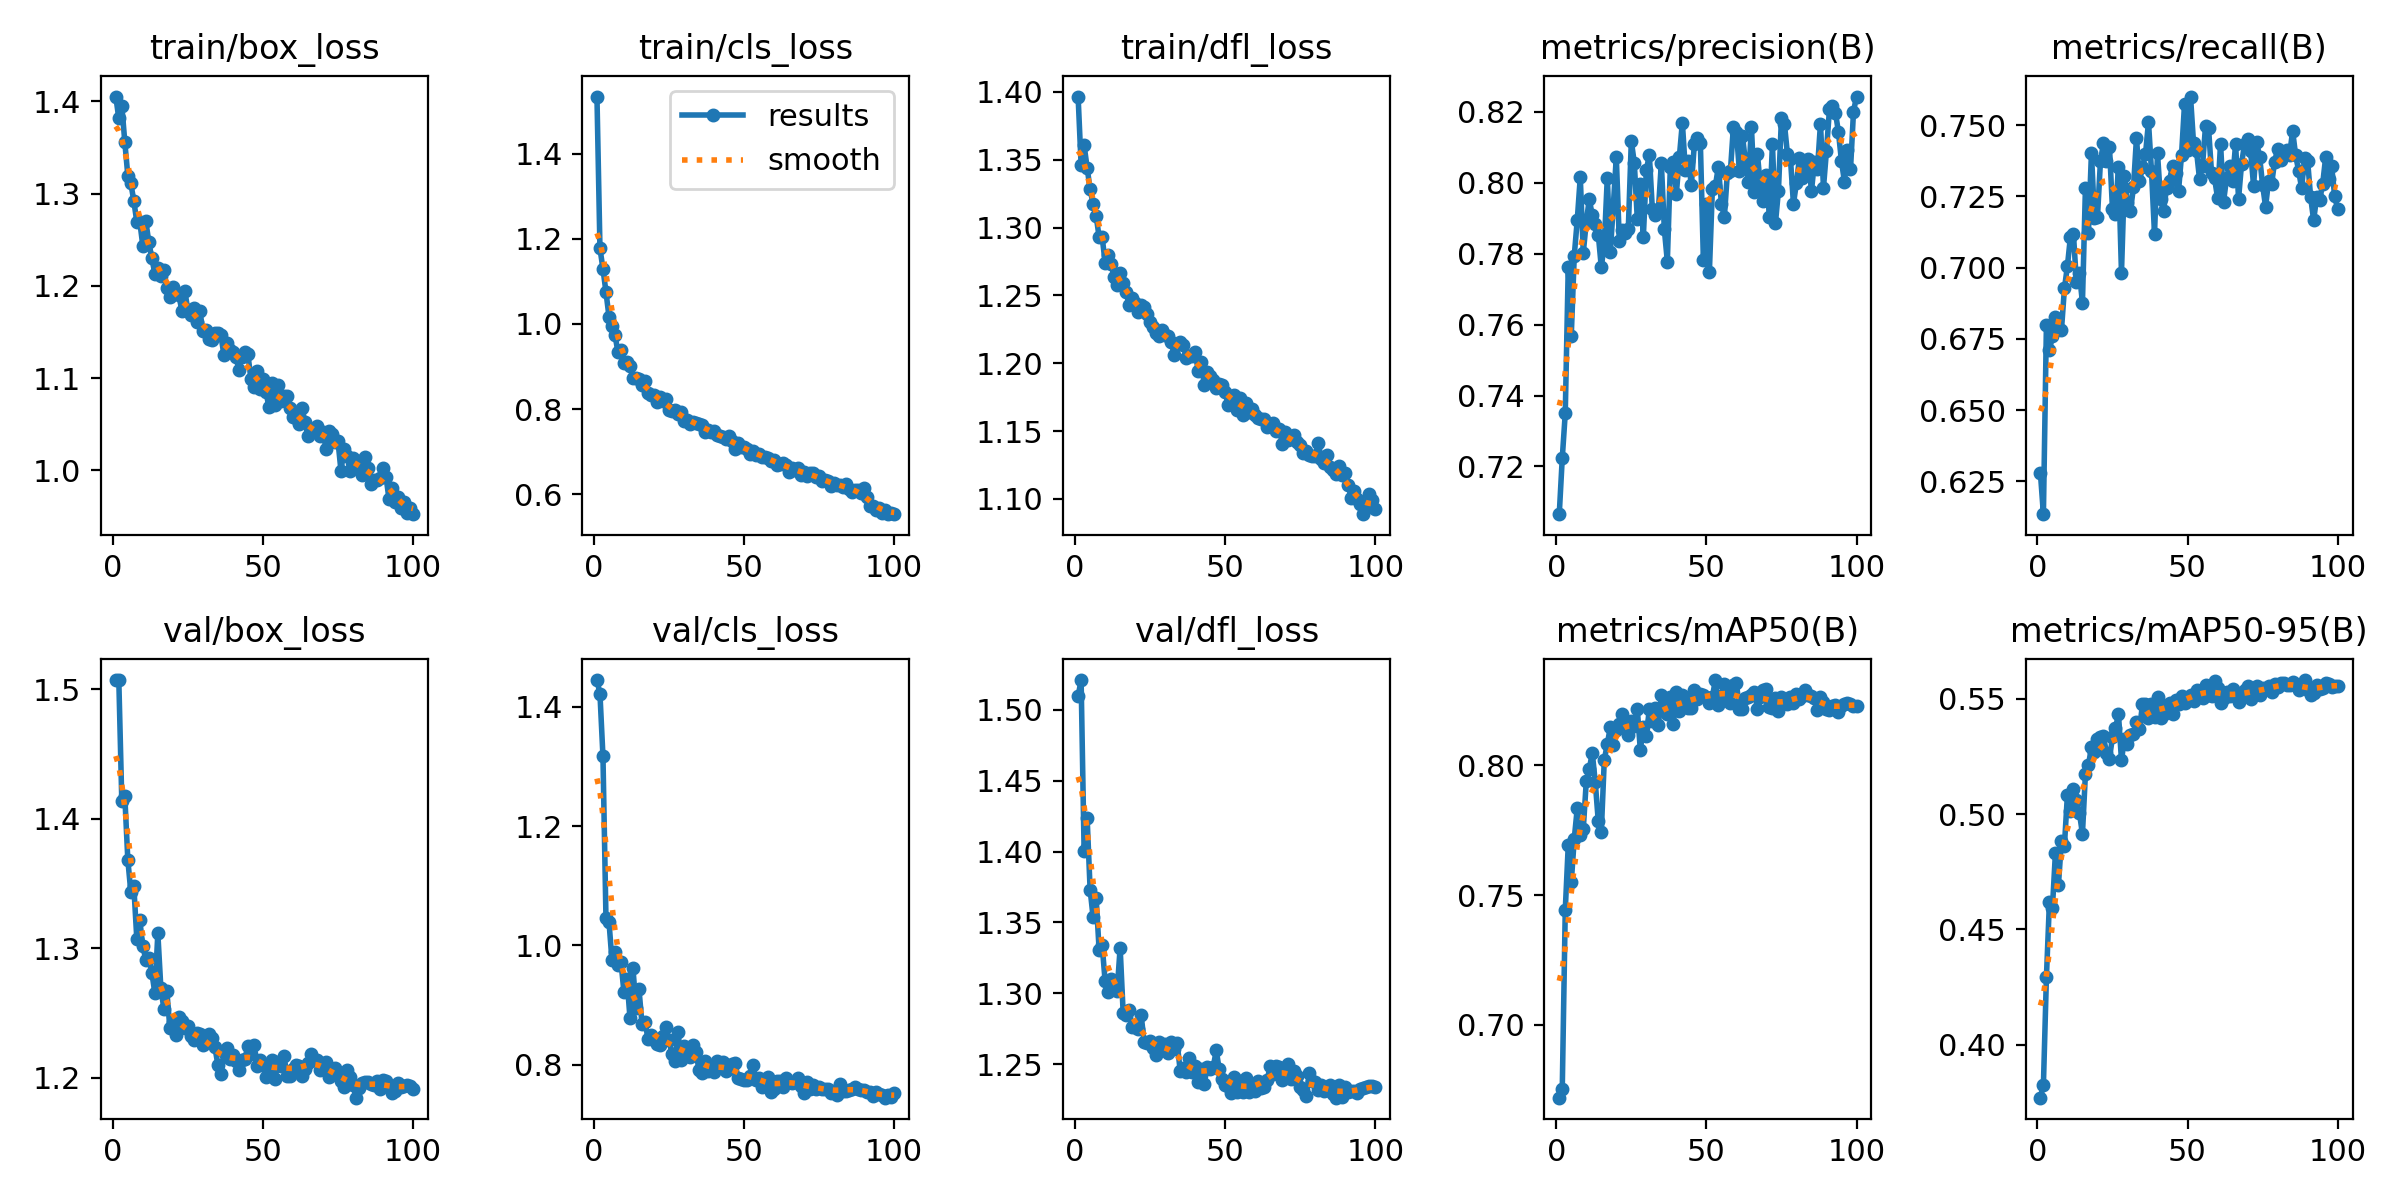 train/box_loss
1.4
1.3
1.2
1.1
1.0
0 50 100
train/cls_loss
results
smooth
1.4
1.2
1.0
0.8
0.6
0 50 100
train/dfl_loss
1.40
1.35
1.30
1.25
1.20
1.15
1.10
0 50 100
metrics/precision(B)
0.82
0.80
0.78
0.76
0.74
0.72
0 50 100
metrics/recall(B)
0.750
0.725
0.700
0.675
0.650
0.625
0 50 100
val/box_loss
1.5
1.4
1.3
1.2
0 50 100
val/cls_loss
1.4
1.2
1.0
0.8
0 50 100
val/dfl_loss
1.50
1.45
1.40
1.35
1.30
1.25
0 50 100
metrics/mAP50(B)
0.80
0.75
0.70
0 50 100
metrics/mAP50-95(B)
0.55
0.50
0.45
0.40
0 50 100